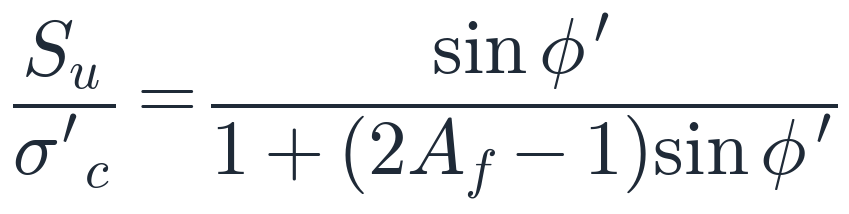 S_u / σ'_c = sin ϕ' / 1 + (2A_f − 1)sin ϕ'